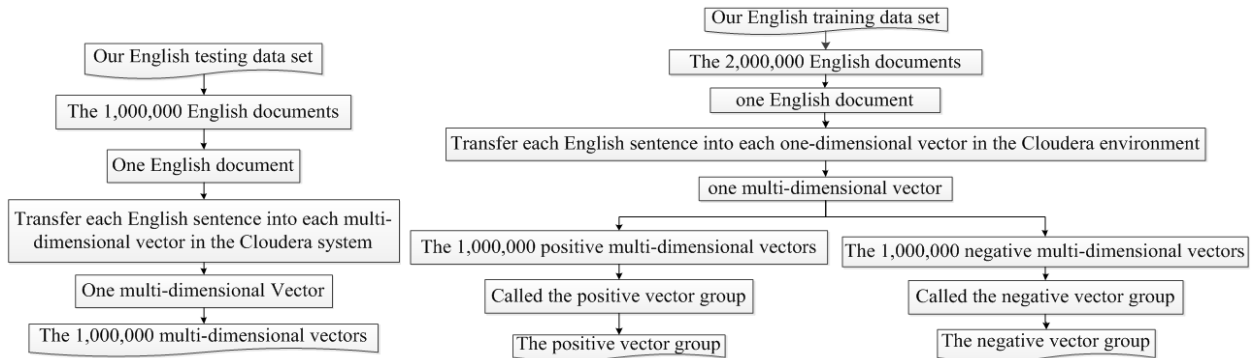 Our English testing data set
The 1,000,000 English documents
One English document
Transfer each English sentence into each multi-
dimensional vector in the Cloudera system
One multi-dimensional Vector
The 1,000,000 multi-dimensional vectors
Our English training data set
The 2,000,000 English documents
one English document
Transfer each English sentence into each one-dimensional vector in the Cloudera environment
one multi-dimensional vector
The 1,000,000 positive multi-dimensional vectors
Called the positive vector group
The positive vector group
The 1,000,000 negative multi-dimensional vectors
Called the negative vector group
The negative vector group